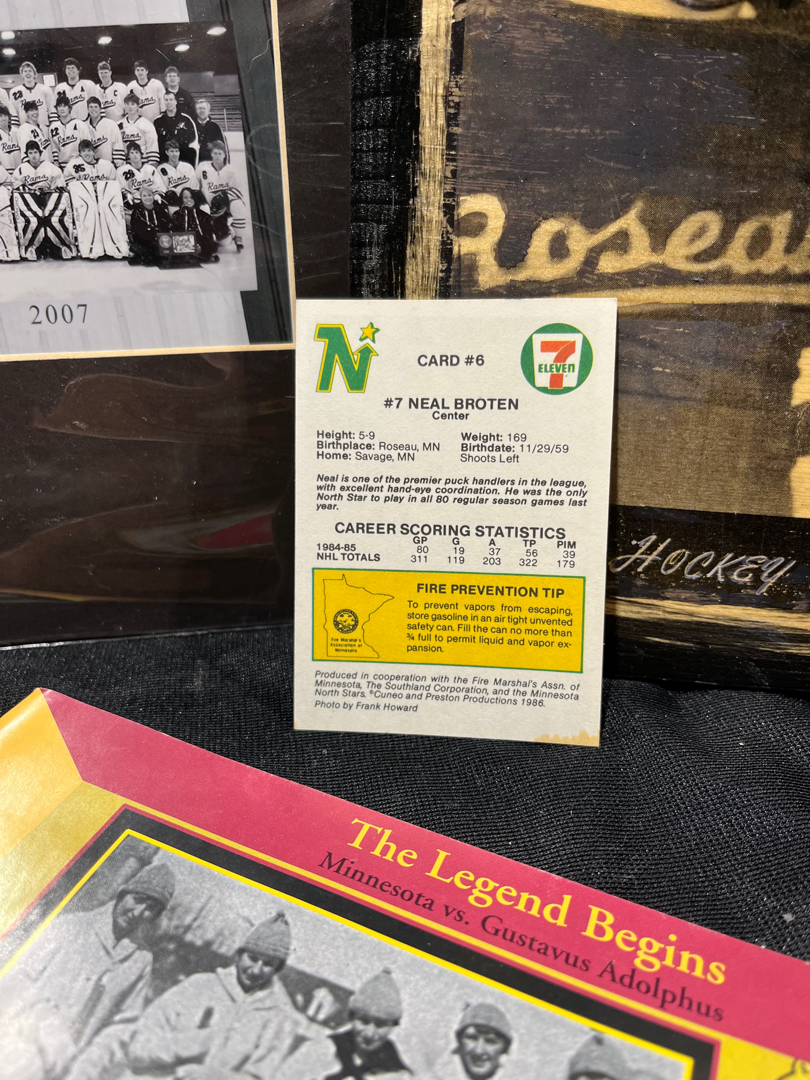 2007
Rosea
HOCKEY
CARD #6
7
ELEVEN
#7 NEAL BROTEN
Center
Height: 5-9 Weight: 169
Birthplace: Roseau, MN Birthdate: 11/29/59
Home: Savage, MN Shoots Left
Neal is one of the premier puck handlers in the league,
with excellent hand-eye coordination. He was the only
North Star to play in all 80 regular season games last
year.
CAREER SCORING STATISTICS
GP G A TP PIM
1984-85 80 19 37 56 39
NHL TOTALS 311 119 203 322 179
FIRE PREVENTION TIP
To prevent vapors from escaping,
store gasoline in an air tight unvented
safety can. Fill the can no more than
¾ full to permit liquid and vapor ex-
pansion.
Fire Marshal's
Association of
Minnesota
Produced in cooperation with the Fire Marshal's Assn. of
Minnesota, The Southland Corporation, and the Minnesota
North Stars. ©Cuneo and Preston Productions 1986.
Photo by Frank Howard
The Legend Begins
Minnesota vs. Gustavus Adolphus